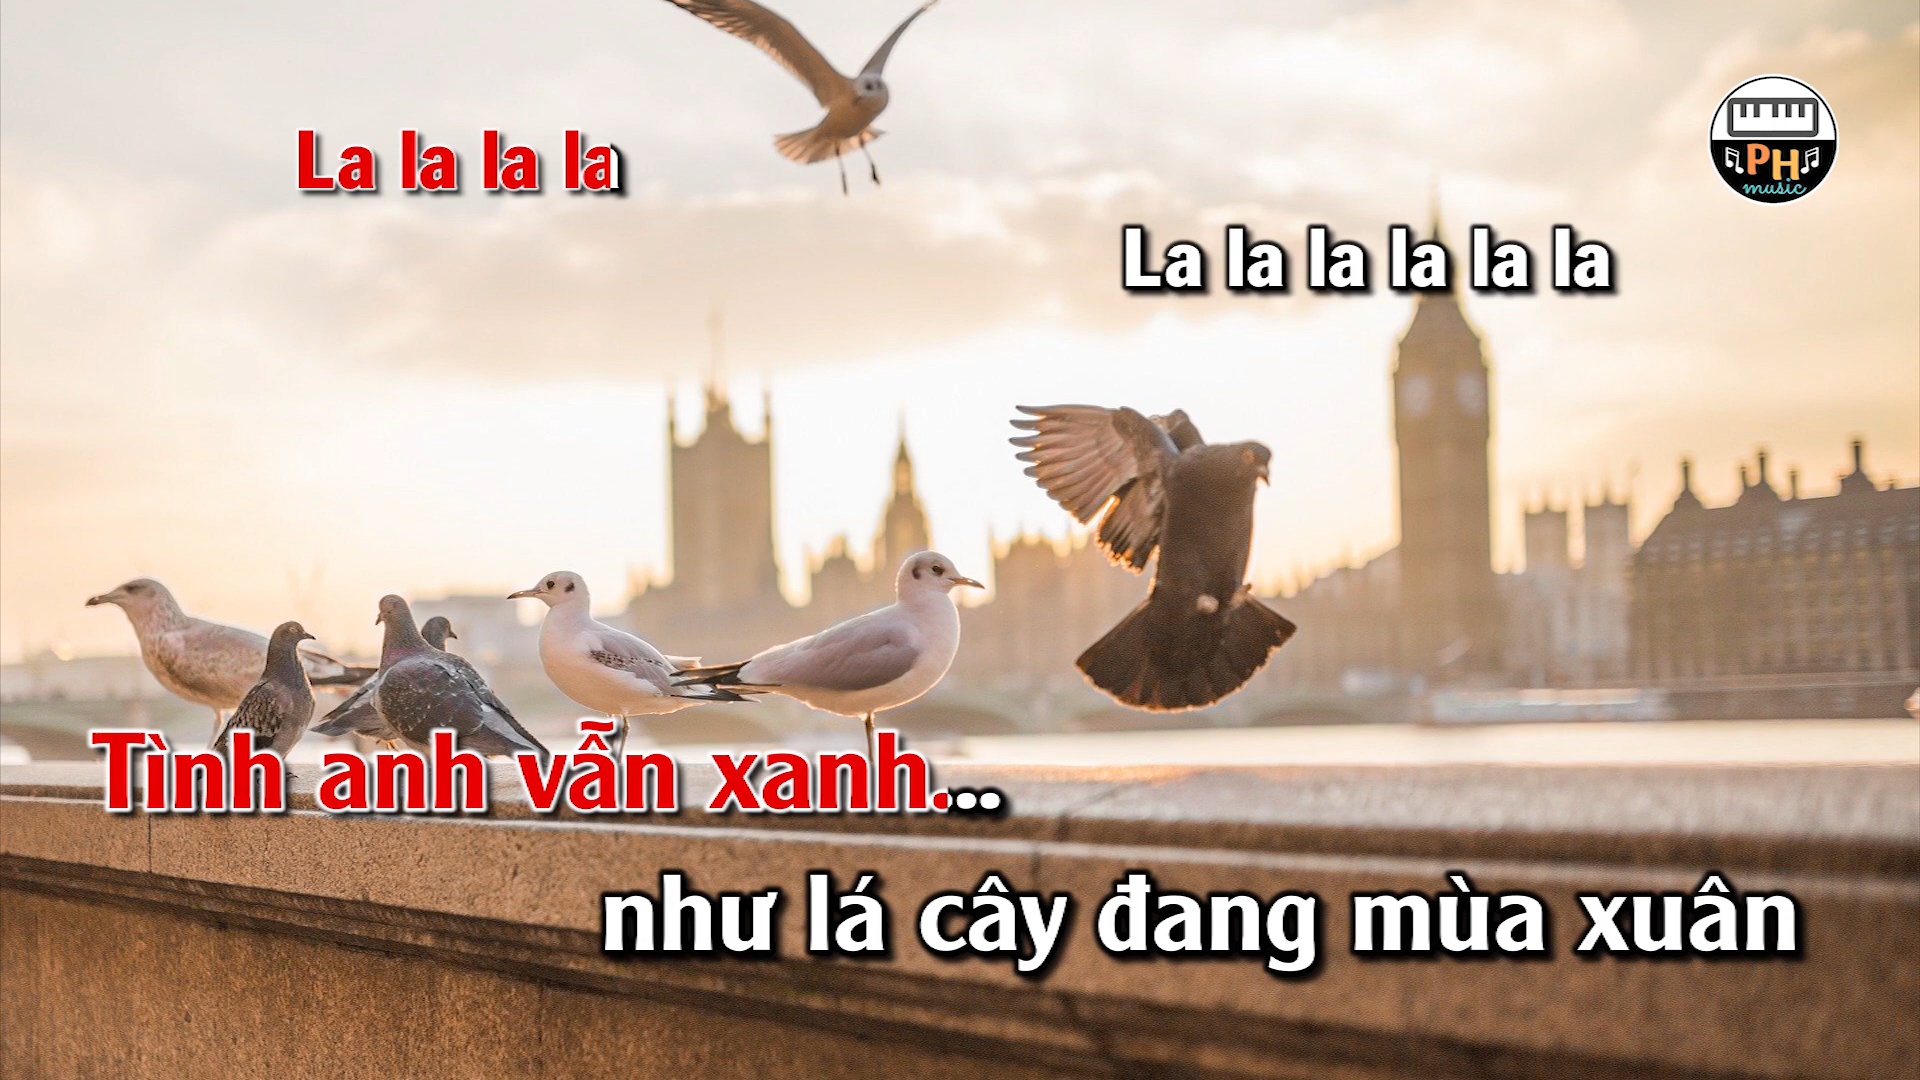 La la la la
PH
music
La la la la la la
Tình anh vẫn xanh...
như lá cây đang mùa xuân